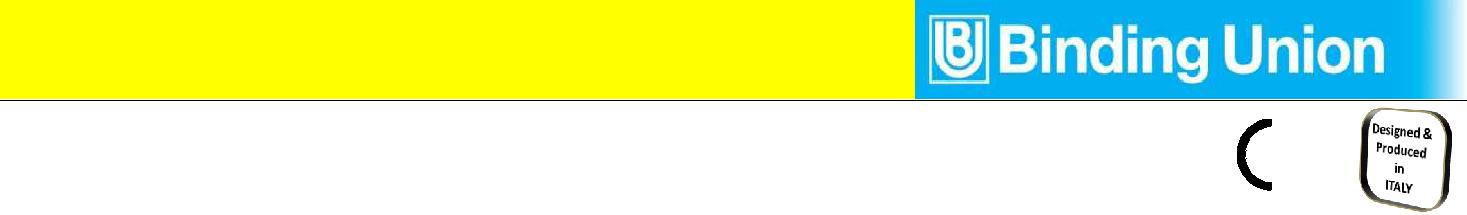 Binding Union
Designed &
Produced
in
ITALY